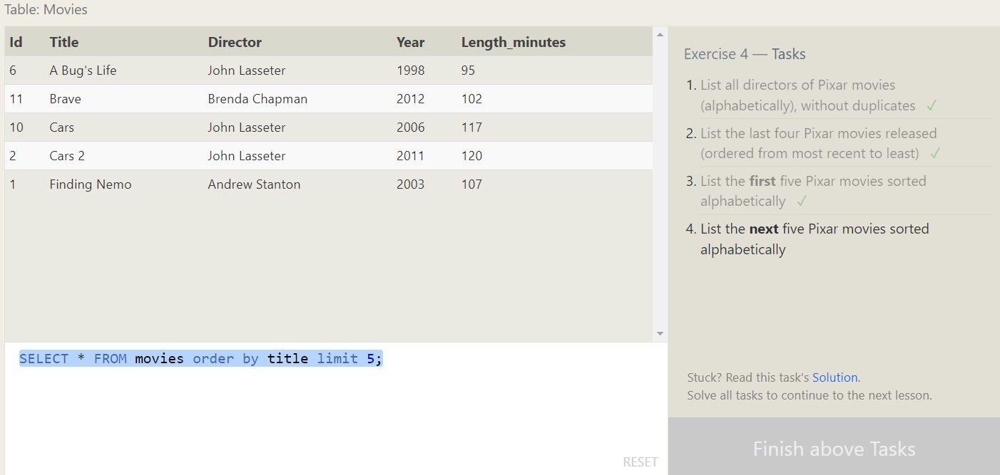 Table: Movies
Id Title Director Year Length_minutes
6 A Bug's Life John Lasseter 1998 95
11 Brave Brenda Chapman 2012 102
10 Cars John Lasseter 2006 117
2 Cars 2 John Lasseter 2011 120
1 Finding Nemo Andrew Stanton 2003 107
SELECT * FROM movies order by title limit 5;
RESET
Exercise 4 — Tasks
1. List all directors of Pixar movies
(alphabetically), without duplicates ✓
2. List the last four Pixar movies released
(ordered from most recent to least) ✓
3. List the first five Pixar movies sorted
alphabetically ✓
4. List the next five Pixar movies sorted
alphabetically
Stuck? Read this task's Solution.
Solve all tasks to continue to the next lesson.
Finish above Tasks